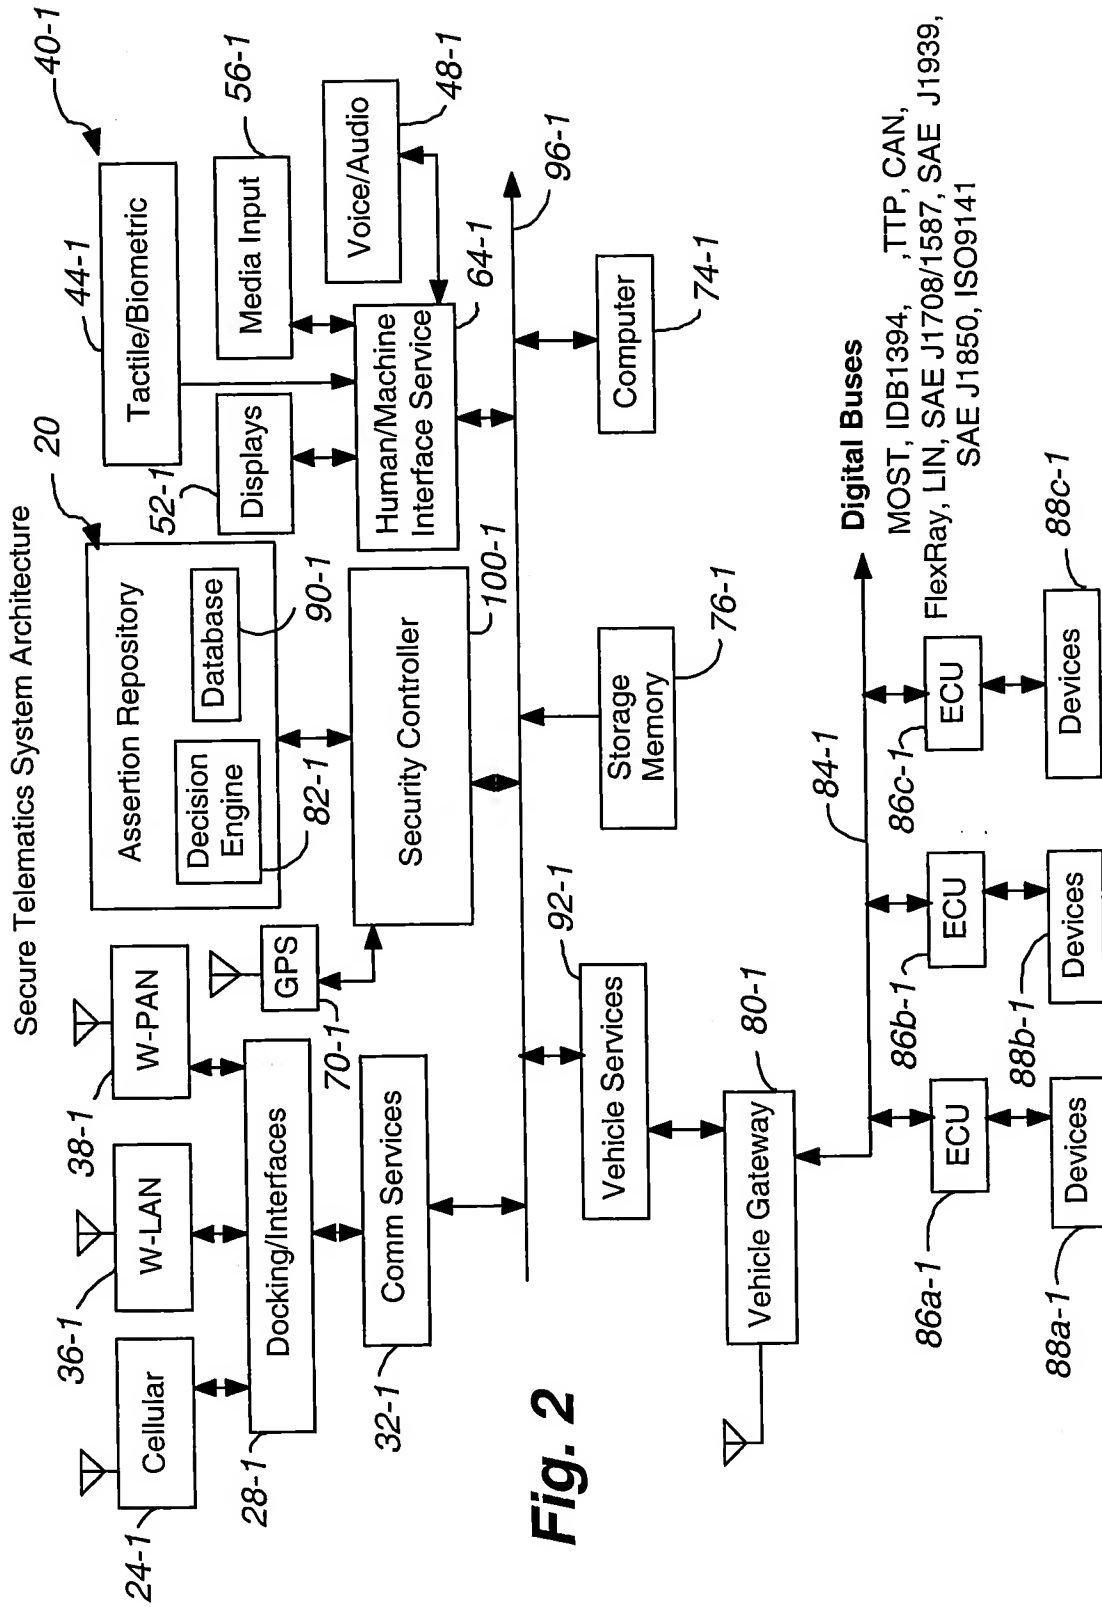 Secure Telematics System Architecture
40-1
44-1
Tactile/Biometric
20
52-1
Displays
Media Input
56-1
Voice/Audio
48-1
Human/Machine
Interface Service
64-1
Assertion Repository
Decision
Engine
82-1
Database
90-1
Security Controller
100-1
24-1
Cellular
36-1
W-LAN
38-1
W-PAN
GPS
70-1
28-1
Docking/Interfaces
32-1
Comm Services
96-1
Vehicle Services
92-1
Storage
Memory
76-1
Computer
74-1
Vehicle Gateway
80-1
84-1
Digital Buses
MOST, IDB1394, ,TTP, CAN,
FlexRay, LIN, SAE J1708/1587, SAE J1939,
SAE J1850, ISO9141
86a-1
ECU
86b-1
ECU
86c-1
ECU
88a-1
Devices
88b-1
Devices
88c-1
Devices
Fig. 2